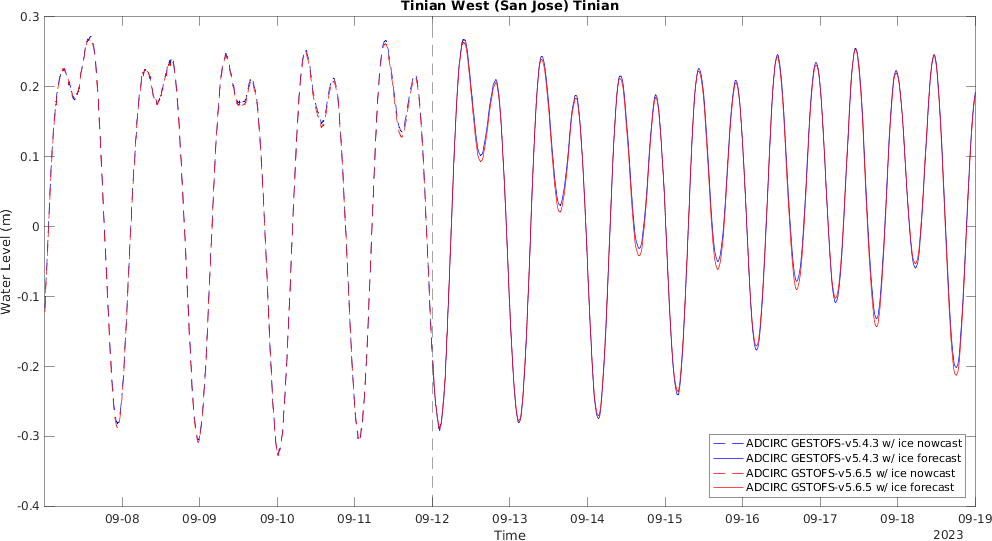 Tinian West (San Jose) Tinian
0.3
0.2
0.1
0
-0.1
-0.2
-0.3
-0.4
Water Level (m)
ADCIRC GESTOFS-v5.4.3 w/ ice nowcast
ADCIRC GESTOFS-v5.4.3 w/ ice forecast
ADCIRC GSTOFS-v5.6.5 w/ ice nowcast
ADCIRC GSTOFS-v5.6.5 w/ ice forecast
09-08 09-09 09-10 09-11 09-12 09-13 09-14 09-15 09-16 09-17 09-18 09-19
Time
2023